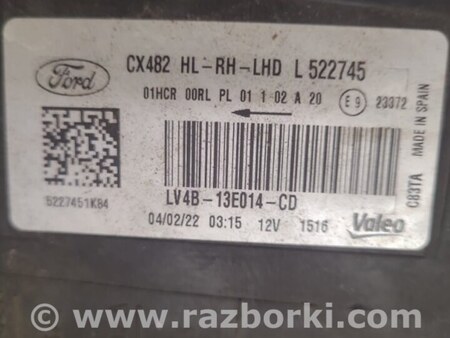 Ford CX482 HL-RH-LHD L 522745
01HCR 00RL PL 01 1 02 A 20 E9 23372
MADE IN SPAIN
C83TA
5227451K84
LV4B-13E014-CD
04/02/22 03:15 12V 1516 Valeo
www.razborki.com